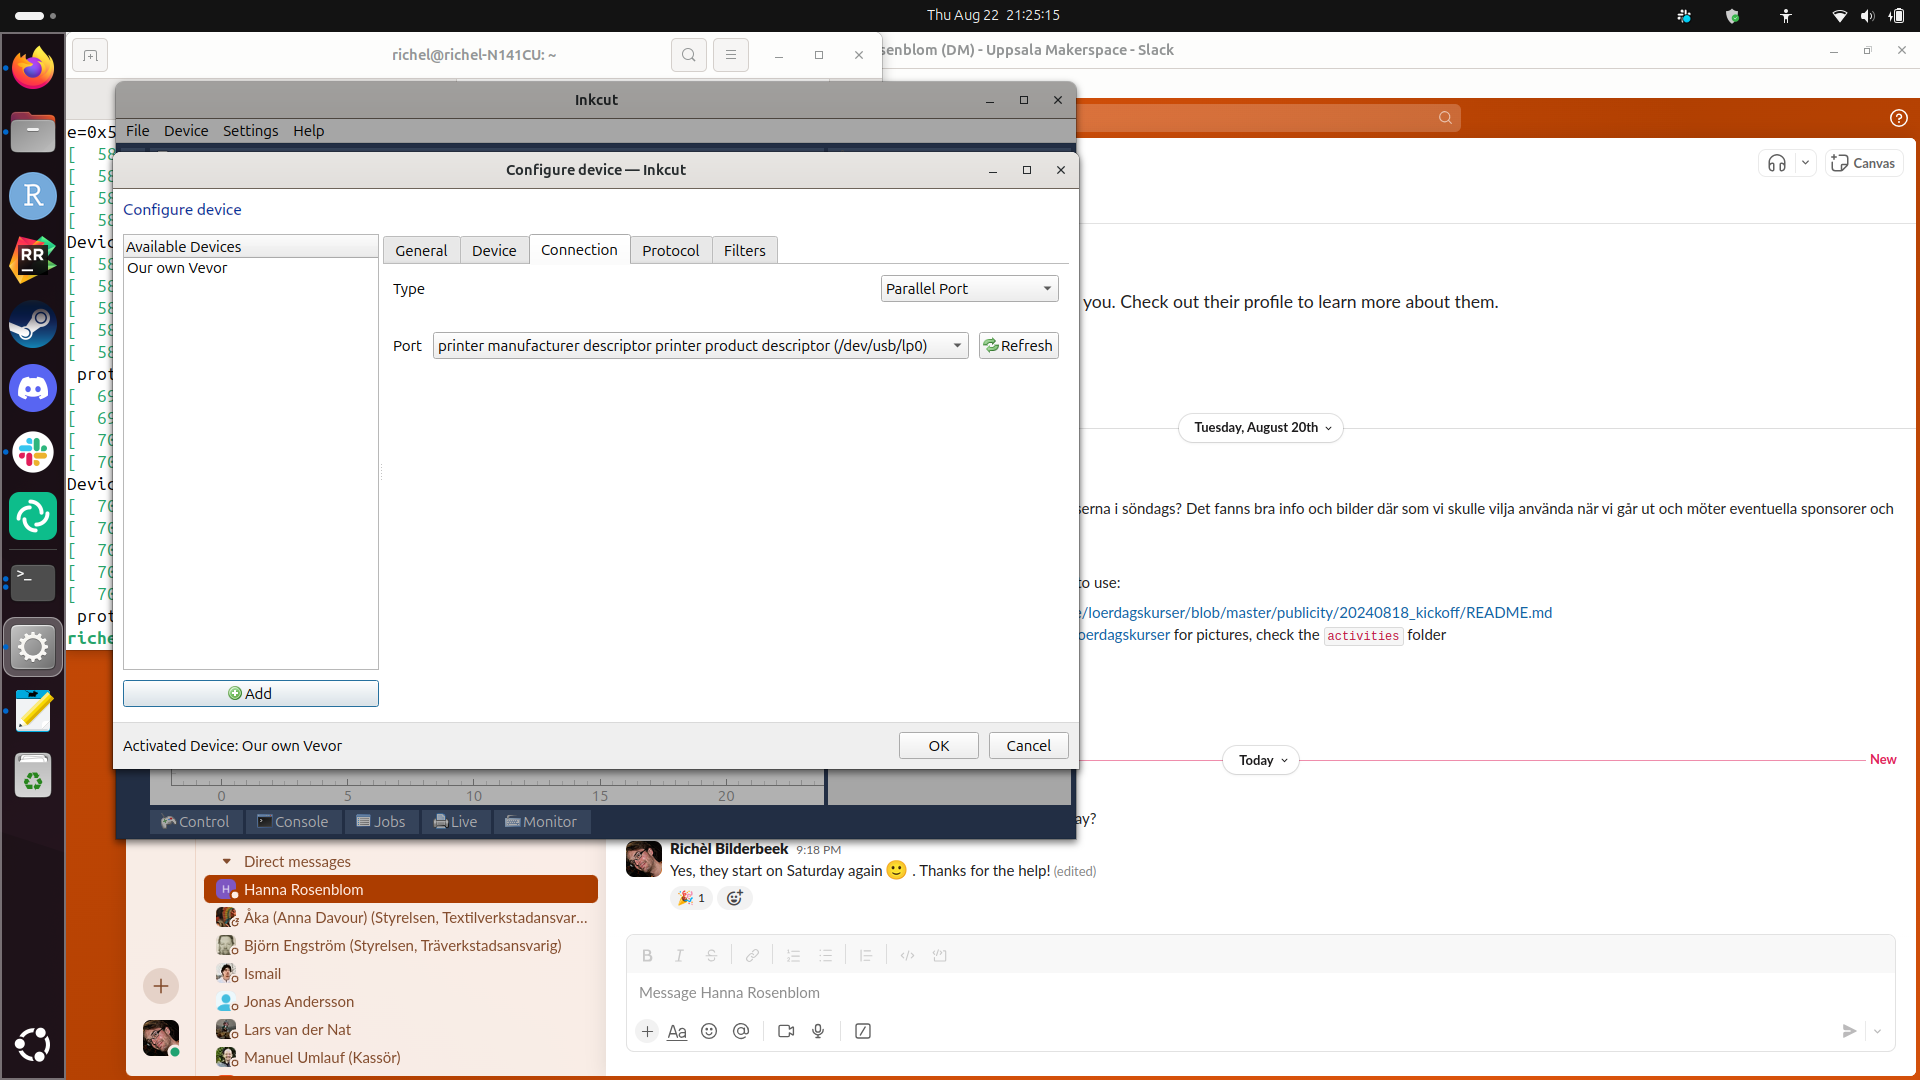 Thu Aug 22  21:25:15
richel@richel-N141CU: ~
senblom (DM) - Uppsala Makerspace - Slack
Inkcut
File Device Settings Help
e=0x5
[ 58
[ 58
[ 58
[ 58
Devic
[ 58
[ 58
[ 58
[ 58
[ 58
prot
[ 69
[ 69
[ 70
[ 70
Devic
[ 70
[ 70
[ 70
[ 70
[ 70
prot
riche
Configure device — Inkcut
Configure device
Available Devices
Our own Vevor
General Device Connection Protocol Filters
Type Parallel Port
Port printer manufacturer descriptor printer product descriptor (/dev/usb/lp0) Refresh
Add
Activated Device: Our own Vevor OK Cancel
0 5 10 15 20
Control Console Jobs Live Monitor
Canvas
you. Check out their profile to learn more about them.
Tuesday, August 20th
serna i söndags? Det fanns bra info och bilder där som vi skulle vilja använda när vi går ut och möter eventuella sponsorer och
to use:
e/loerdagskurser/blob/master/publicity/20240818_kickoff/README.md
oerdagskurser for pictures, check the activities folder
Today New
ay?
Richèl Bilderbeek 9:18 PM
Yes, they start on Saturday again 🙂 . Thanks for the help! (edited)
🎉 1
Direct messages
H Hanna Rosenblom
Åka (Anna Davour) (Styrelsen, Textilverkstadansvar...
Björn Engström (Styrelsen, Träverkstadsansvarig)
Ismail
Jonas Andersson
Lars van der Nat
Manuel Umlauf (Kassör)
Message Hanna Rosenblom
Aa
R
RR